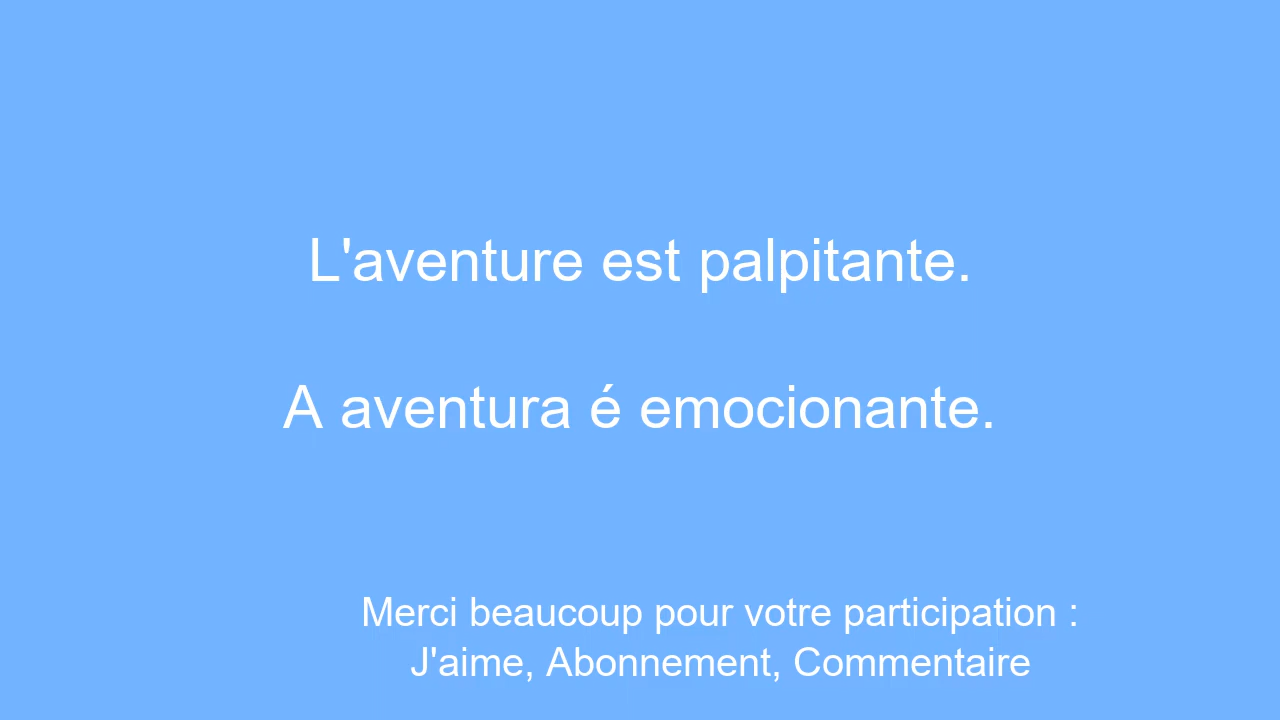 L'aventure est palpitante.
A aventura é emocionante.
Merci beaucoup pour votre participation :
J'aime, Abonnement, Commentaire